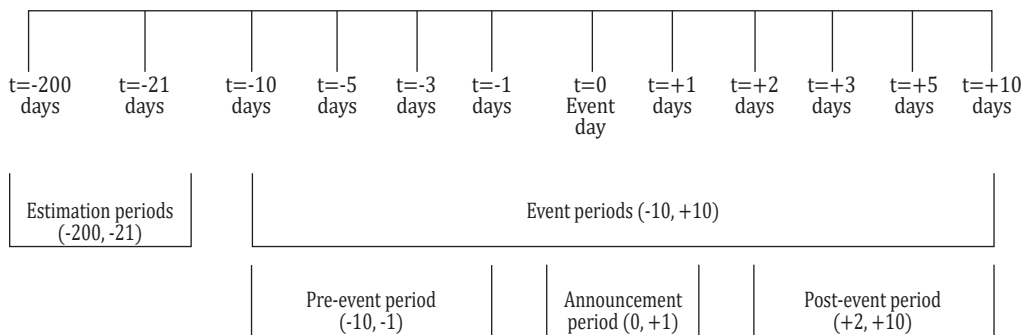 t=-200 t=-21 t=-10 t=-5 t=-3 t=-1 t=0 t=+1 t=+2 t=+3 t=+5 t=+10
days days days days days days Event days days days days days
day
Estimation periods
(-200, -21)
Event periods (-10, +10)
Pre-event period
(-10, -1)
Announcement
period (0, +1)
Post-event period
(+2, +10)